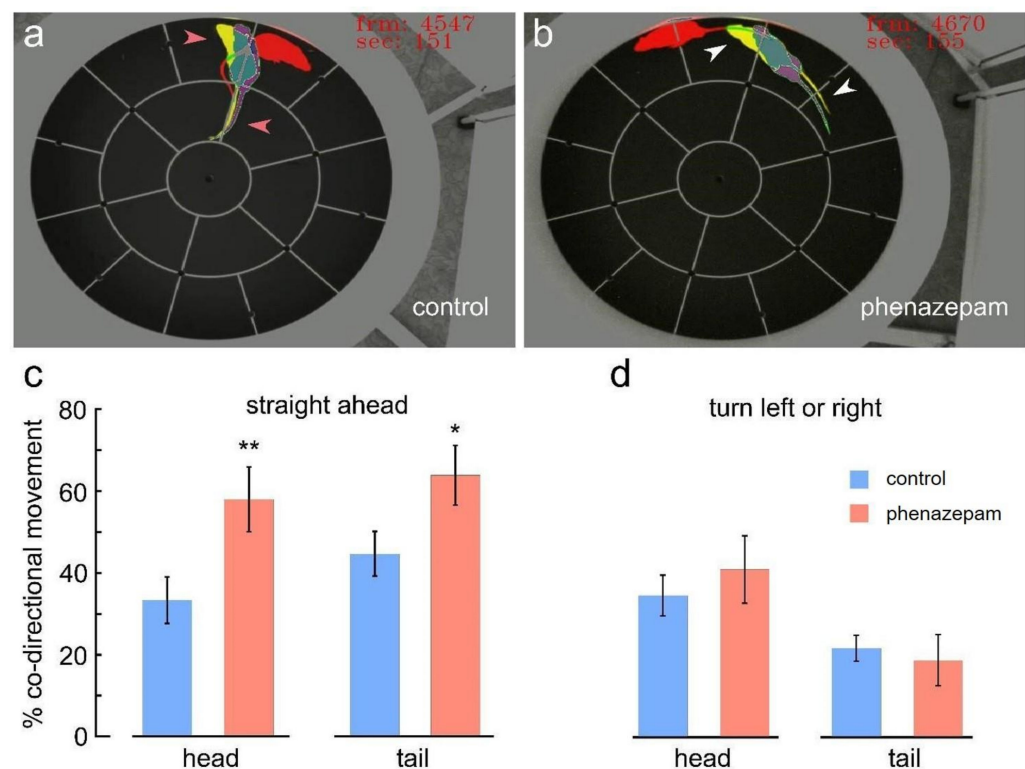 a
frm: 4547
sec: 151
control
b
frm: 4670
sec: 155
phenazepam
c
straight ahead
% co-directional movement
80
60
40
20
0
**
*
head
tail
d
turn left or right
control
phenazepam
head
tail